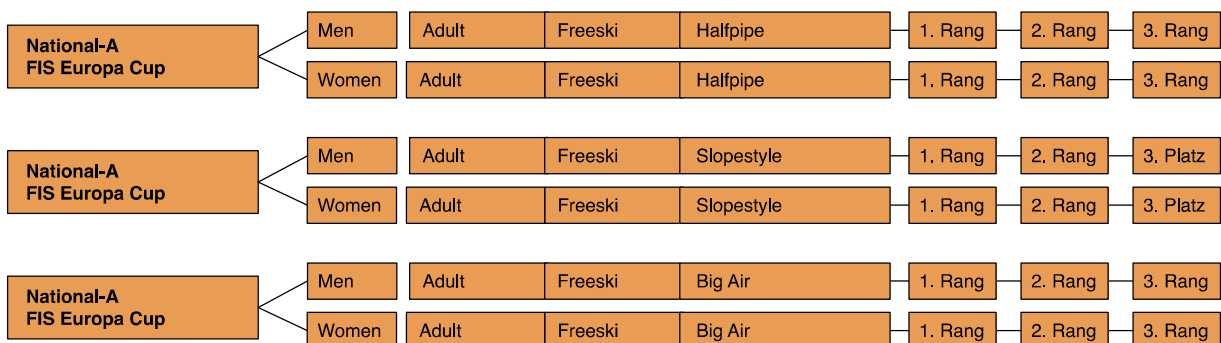 National-A
FIS Europa Cup
Men Adult Freeski Halfpipe 1. Rang 2. Rang 3. Rang
Women Adult Freeski Halfpipe 1. Rang 2. Rang 3. Rang
National-A
FIS Europa Cup
Men Adult Freeski Slopestyle 1. Rang 2. Rang 3. Platz
Women Adult Freeski Slopestyle 1. Rang 2. Rang 3. Platz
National-A
FIS Europa Cup
Men Adult Freeski Big Air 1. Rang 2. Rang 3. Rang
Women Adult Freeski Big Air 1. Rang 2. Rang 3. Rang